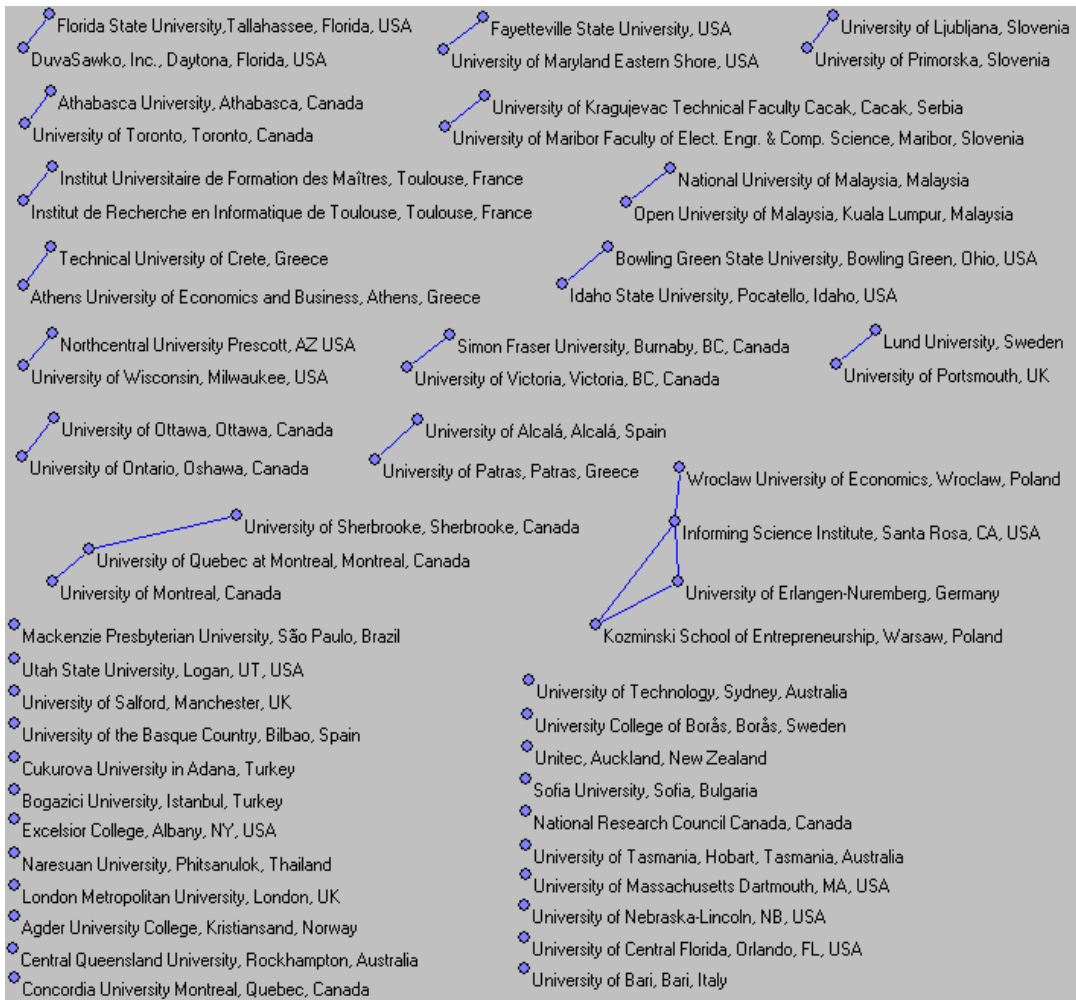 Florida State University,Tallahassee, Florida, USA
DuvaSawko, Inc., Daytona, Florida, USA
Fayetteville State University, USA
University of Maryland Eastern Shore, USA
University of Ljubljana, Slovenia
University of Primorska, Slovenia
Athabasca University, Athabasca, Canada
University of Toronto, Toronto, Canada
University of Kragujevac Technical Faculty Cacak, Cacak, Serbia
University of Maribor Faculty of Elect. Engr. & Comp. Science, Maribor, Slovenia
Institut Universitaire de Formation des Maîtres, Toulouse, France
Institut de Recherche en Informatique de Toulouse, Toulouse, France
National University of Malaysia, Malaysia
Open University of Malaysia, Kuala Lumpur, Malaysia
Technical University of Crete, Greece
Athens University of Economics and Business, Athens, Greece
Bowling Green State University, Bowling Green, Ohio, USA
Idaho State University, Pocatello, Idaho, USA
Northcentral University Prescott, AZ USA
University of Wisconsin, Milwaukee, USA
Simon Fraser University, Burnaby, BC, Canada
University of Victoria, Victoria, BC, Canada
Lund University, Sweden
University of Portsmouth, UK
University of Ottawa, Ottawa, Canada
University of Ontario, Oshawa, Canada
University of Alcalá, Alcalá, Spain
University of Patras, Patras, Greece
Wroclaw University of Economics, Wroclaw, Poland
Informing Science Institute, Santa Rosa, CA, USA
University of Erlangen-Nuremberg, Germany
Kozminski School of Entrepreneurship, Warsaw, Poland
University of Sherbrooke, Sherbrooke, Canada
University of Quebec at Montreal, Montreal, Canada
University of Montreal, Canada
Mackenzie Presbyterian University, São Paulo, Brazil
Utah State University, Logan, UT, USA
University of Salford, Manchester, UK
University of the Basque Country, Bilbao, Spain
Cukurova University in Adana, Turkey
Bogazici University, Istanbul, Turkey
Excelsior College, Albany, NY, USA
Naresuan University, Phitsanulok, Thailand
London Metropolitan University, London, UK
Agder University College, Kristiansand, Norway
Central Queensland University, Rockhampton, Australia
Concordia University Montreal, Quebec, Canada
University of Technology, Sydney, Australia
University College of Borås, Borås, Sweden
Unitec, Auckland, New Zealand
Sofia University, Sofia, Bulgaria
National Research Council Canada, Canada
University of Tasmania, Hobart, Tasmania, Australia
University of Massachusetts Dartmouth, MA, USA
University of Nebraska-Lincoln, NB, USA
University of Central Florida, Orlando, FL, USA
University of Bari, Bari, Italy